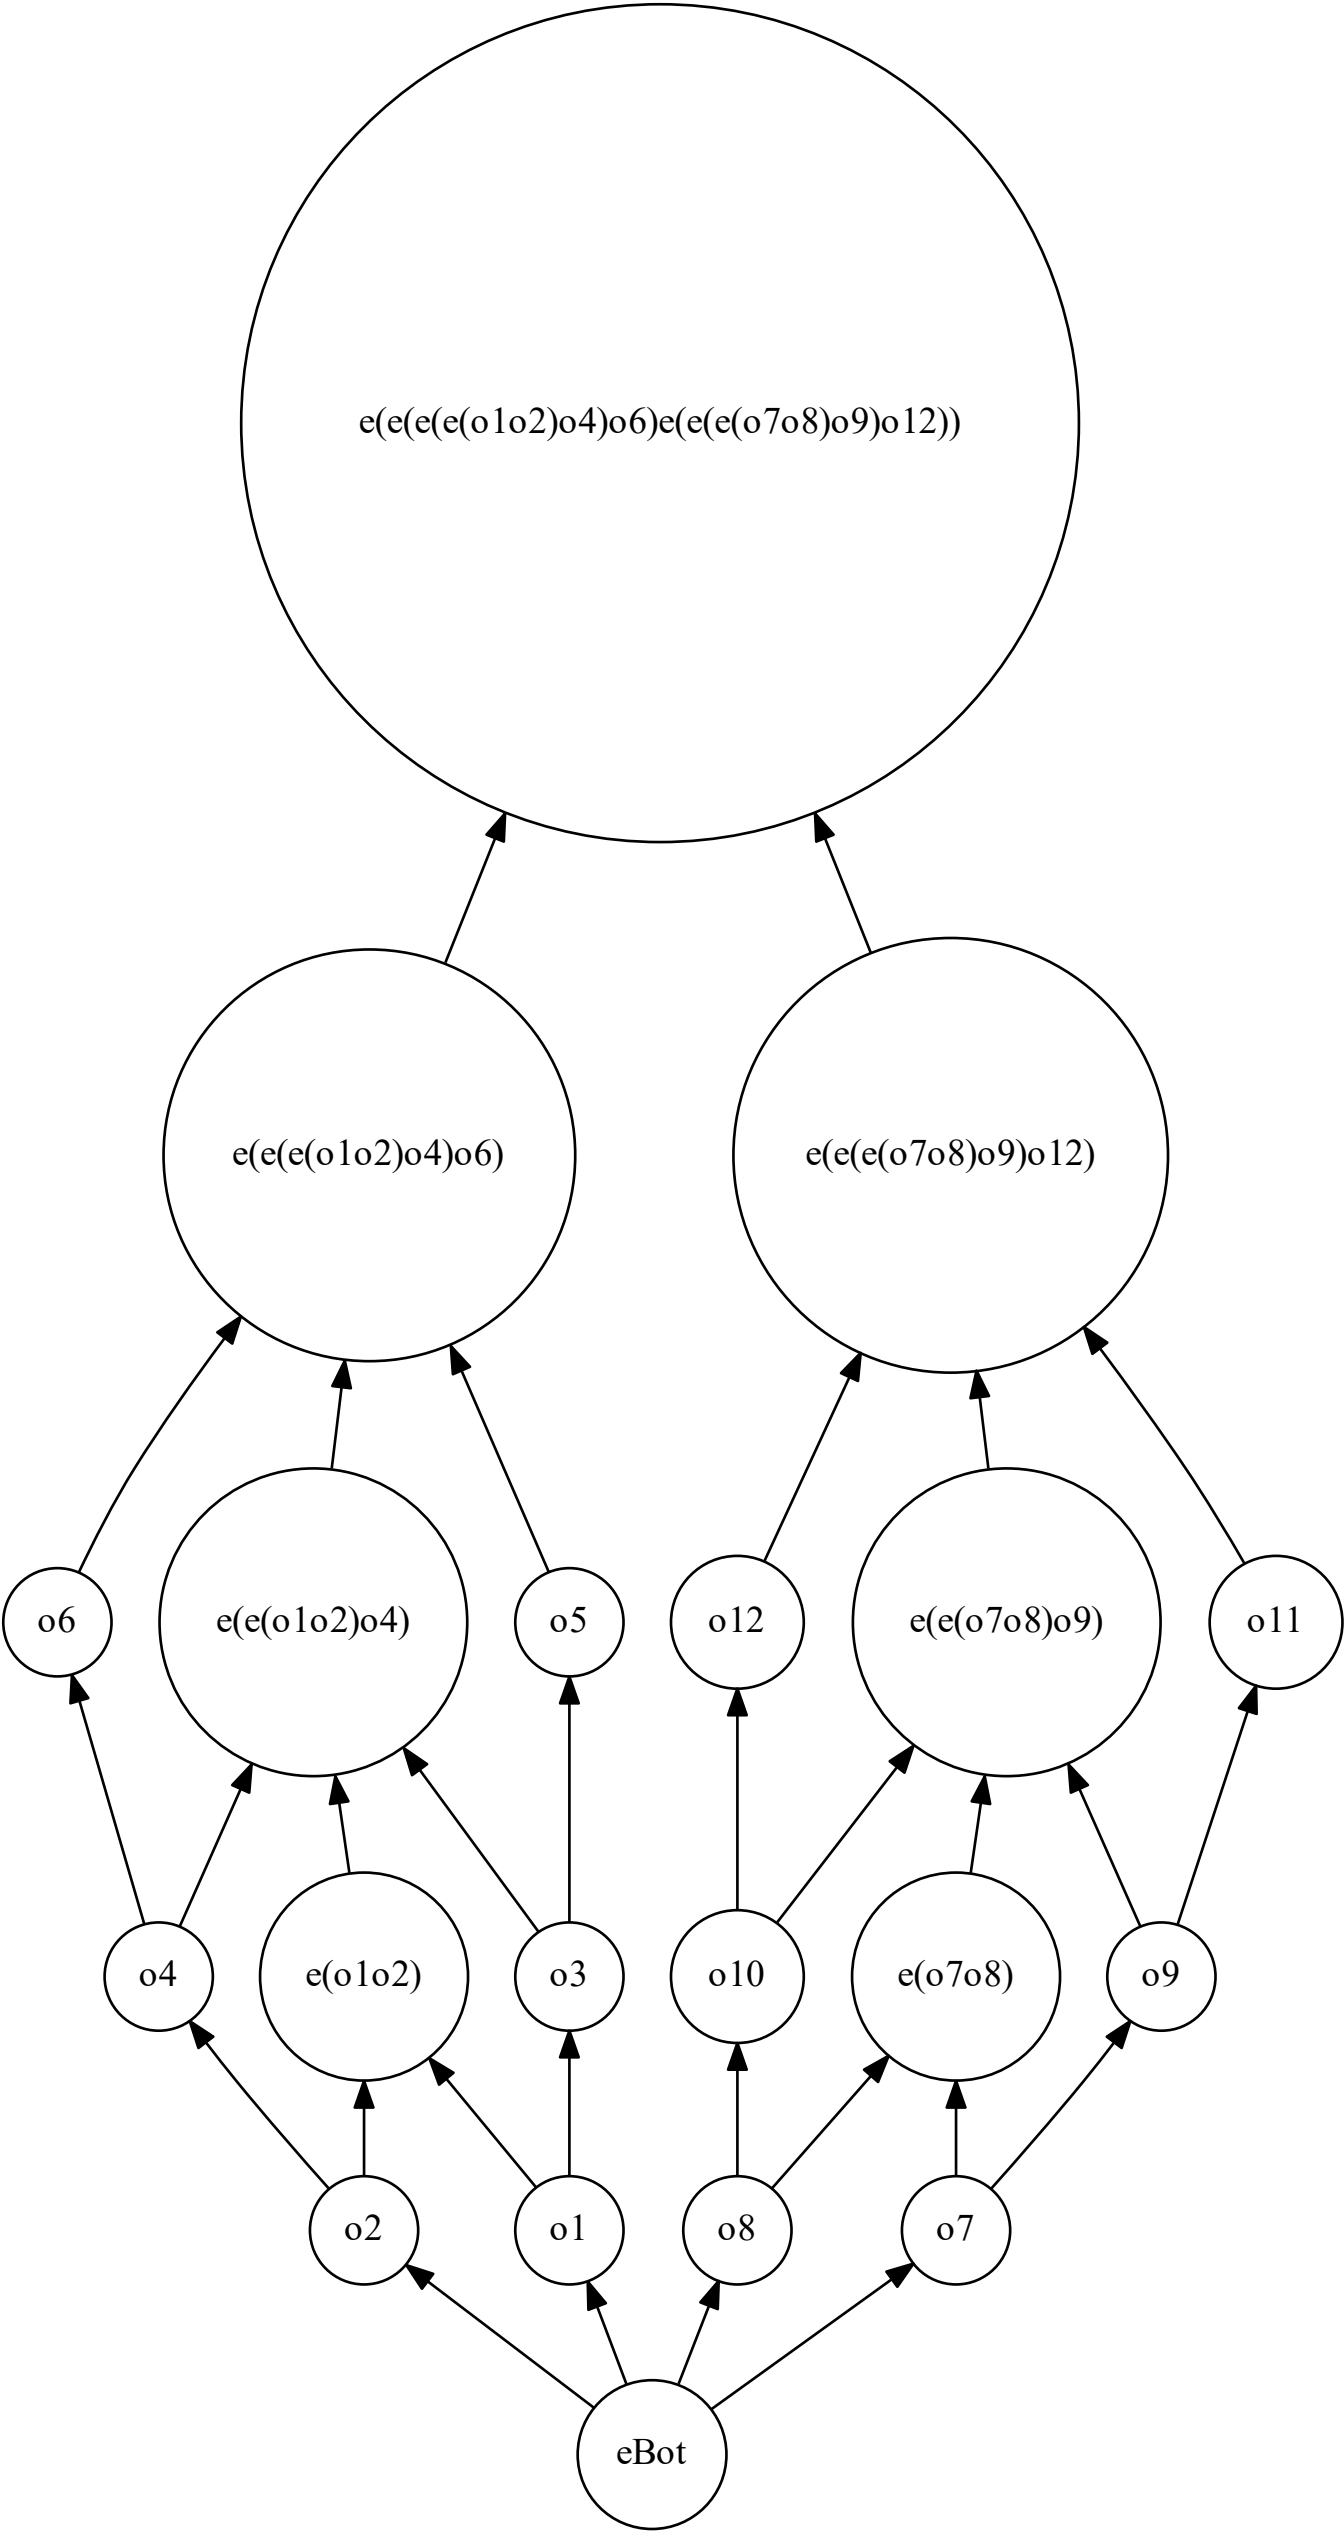 e(e(e(e(o1o2)o4)o6)e(e(e(o7o8)o9)o12))
e(e(e(o1o2)o4)o6)
e(e(e(o7o8)o9)o12)
o6
e(e(o1o2)o4)
o5
o12
e(e(o7o8)o9)
o11
o4
e(o1o2)
o3
o10
e(o7o8)
o9
o2
o1
o8
o7
eBot